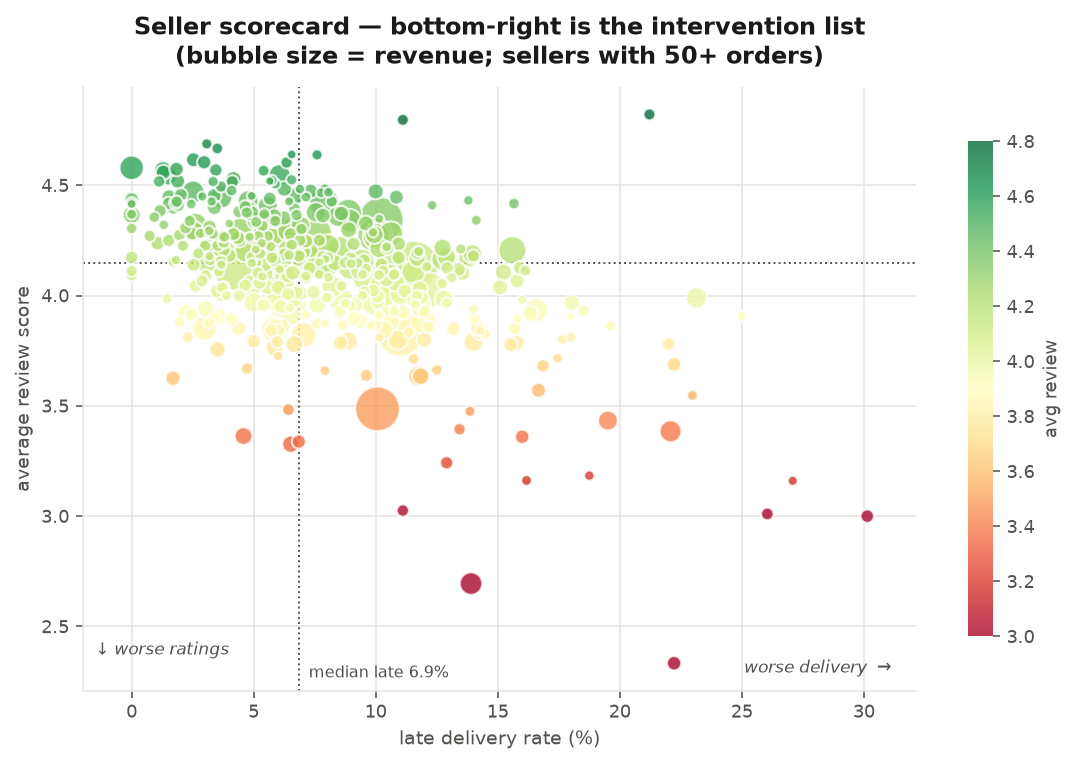 Seller scorecard — bottom-right is the intervention list
(bubble size = revenue; sellers with 50+ orders)
average review score
4.5
4.0
3.5
3.0
2.5
↓ worse ratings
median late 6.9%
worse delivery →
0
5
10
15
20
25
30
late delivery rate (%)
4.8
4.6
4.4
4.2
4.0
3.8
3.6
3.4
3.2
3.0
avg review